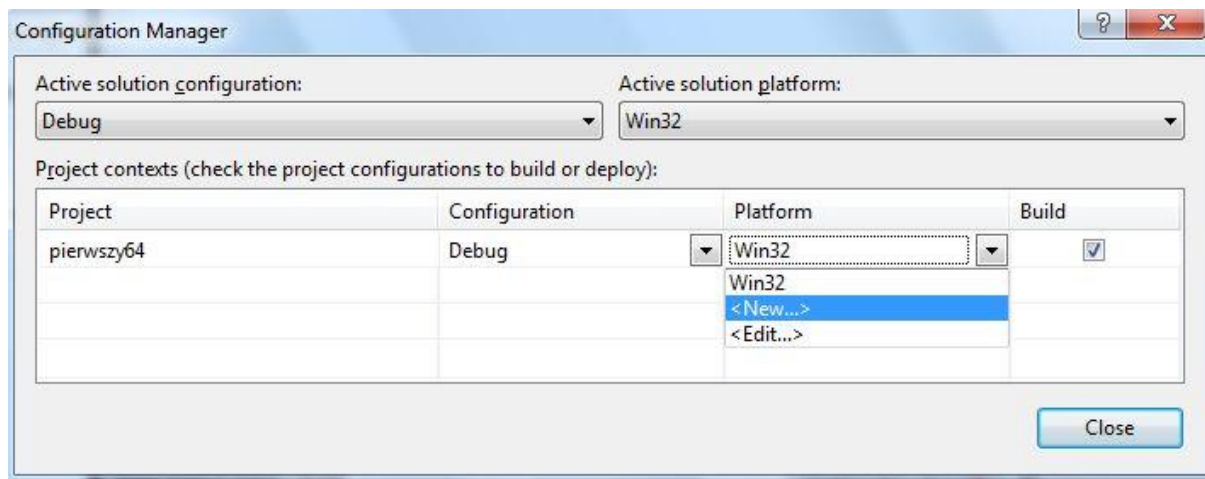 Configuration Manager
Active solution configuration: Active solution platform:
Debug Win32
Project contexts (check the project configurations to build or deploy):
Project Configuration Platform Build
pierwszy64 Debug Win32
Win32
<New...>
<Edit...>
Close